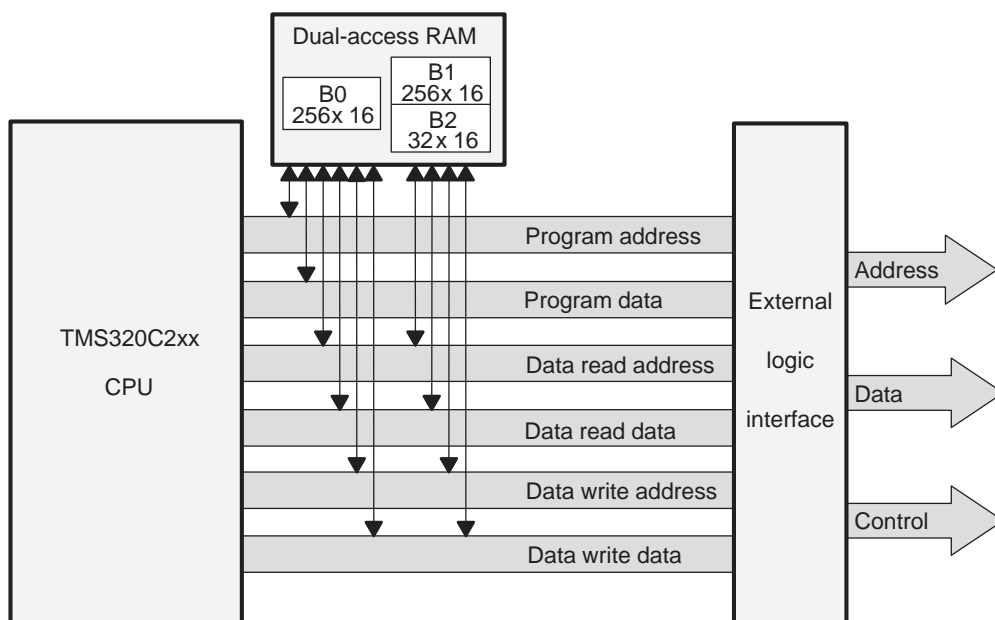 Dual-access RAM
B0
256x 16
B1
256x 16
B2
32x 16
TMS320C2xx
CPU
Program address
Program data
Data read address
Data read data
Data write address
Data write data
External
logic
interface
Address
Data
Control